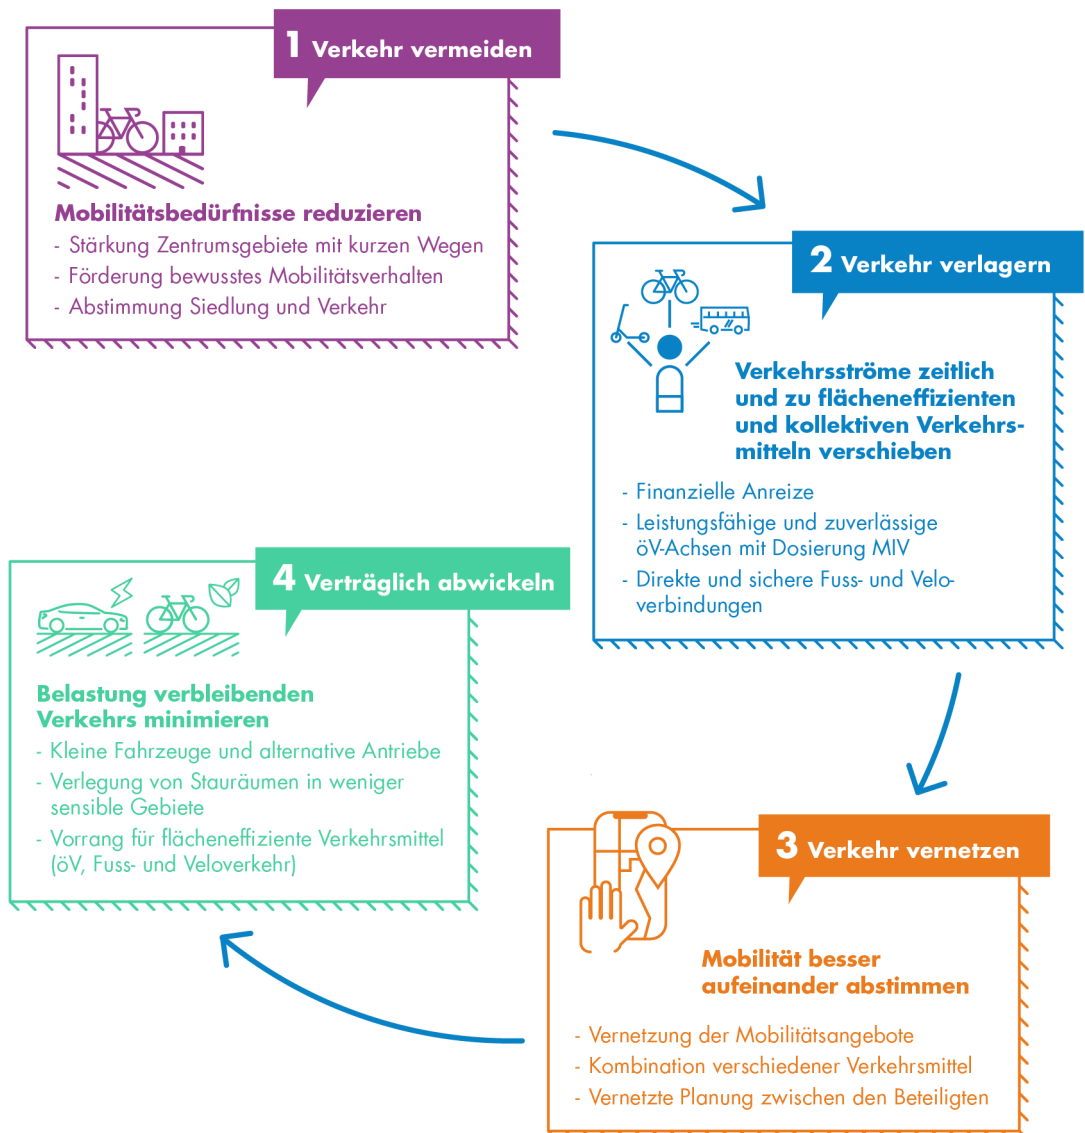 1 Verkehr vermeiden
Mobilitätsbedürfnisse reduzieren
- Stärkung Zentrumsgebiete mit kurzen Wegen
- Förderung bewusstes Mobilitätsverhalten
- Abstimmung Siedlung und Verkehr
2 Verkehr verlagern
Verkehrsströme zeitlich
und zu flächeneffizienten
und kollektiven Verkehrs-
mitteln verschieben
- Finanzielle Anreize
- Leistungsfähige und zuverlässige
öV-Achsen mit Dosierung MIV
- Direkte und sichere Fuss- und Velo-
verbindungen
3 Verkehr vernetzen
Mobilität besser
aufeinander abstimmen
- Vernetzung der Mobilitätsangebote
- Kombination verschiedener Verkehrsmittel
- Vernetzte Planung zwischen den Beteiligten
4 Verträglich abwickeln
Belastung verbleibenden
Verkehrs minimieren
- Kleine Fahrzeuge und alternative Antriebe
- Verlegung von Stauräumen in weniger
sensible Gebiete
- Vorrang für flächeneffiziente Verkehrsmittel
(öV, Fuss- und Veloverkehr)